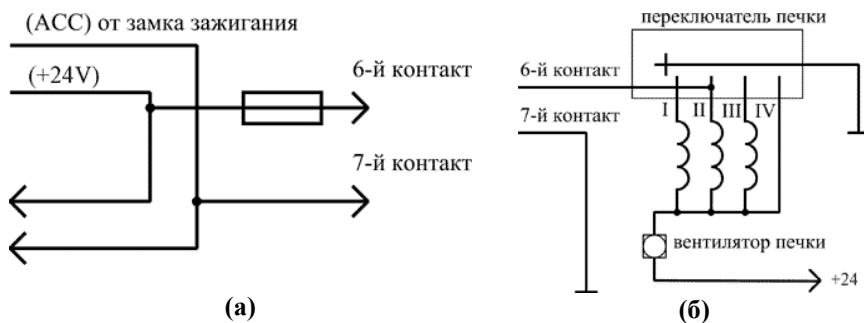 (ACC) от замка зажигания
(+24V)
6-й контакт
7-й контакт
(а)
переключатель печки
6-й контакт
I II III IV
7-й контакт
вентилятор печки
+24
(б)